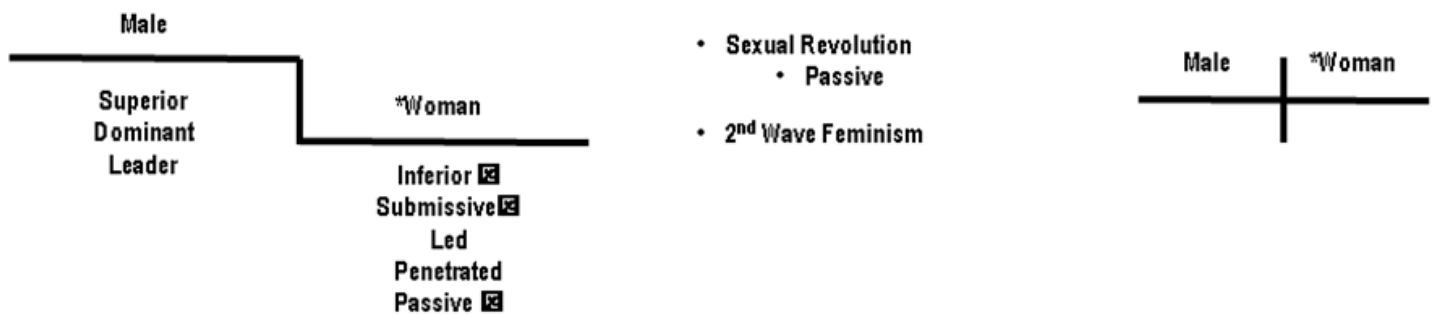 Male
Superior
Dominant
Leader
*Woman
Inferior
Submissive
Led
Penetrated
Passive
• Sexual Revolution
• Passive
• 2nd Wave Feminism
Male *Woman